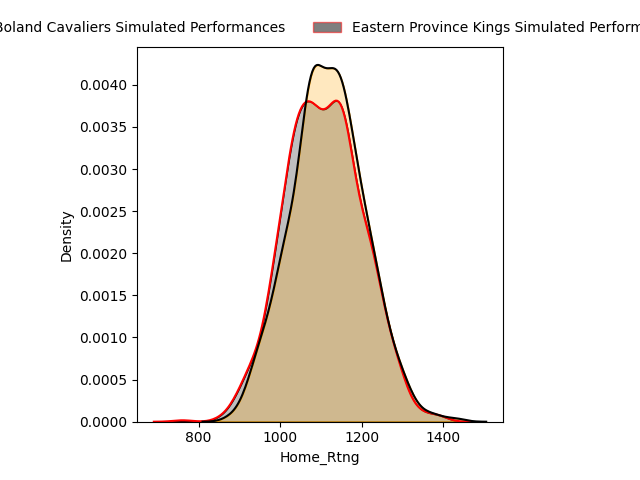 Boland Cavaliers Simulated Performances Eastern Province Kings Simulated Perform
0.0040
0.0035
0.0030
0.0025
0.0020
0.0015
0.0010
0.0005
0.0000
Density
800 1000 1200 1400
Home_Rtng